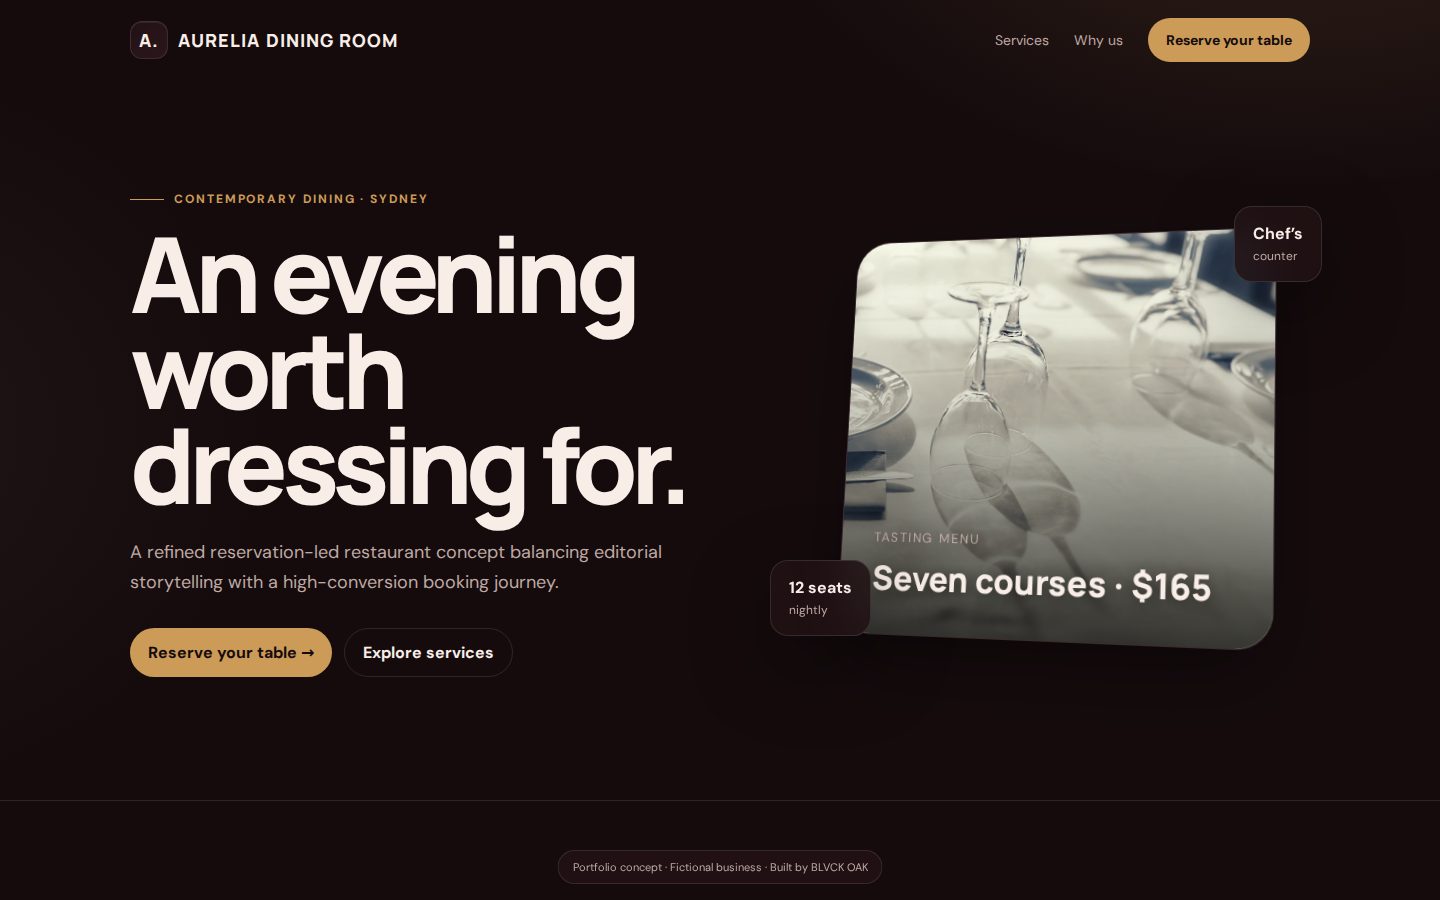 A. AURELIA DINING ROOM
Services
Why us
Reserve your table
CONTEMPORARY DINING · SYDNEY
An evening
worth
dressing for.
A refined reservation-led restaurant concept balancing editorial
storytelling with a high-conversion booking journey.
Reserve your table →
Explore services
Chef’s
counter
TASTING MENU
Seven courses · $165
12 seats
nightly
Portfolio concept · Fictional business · Built by BLVCK OAK